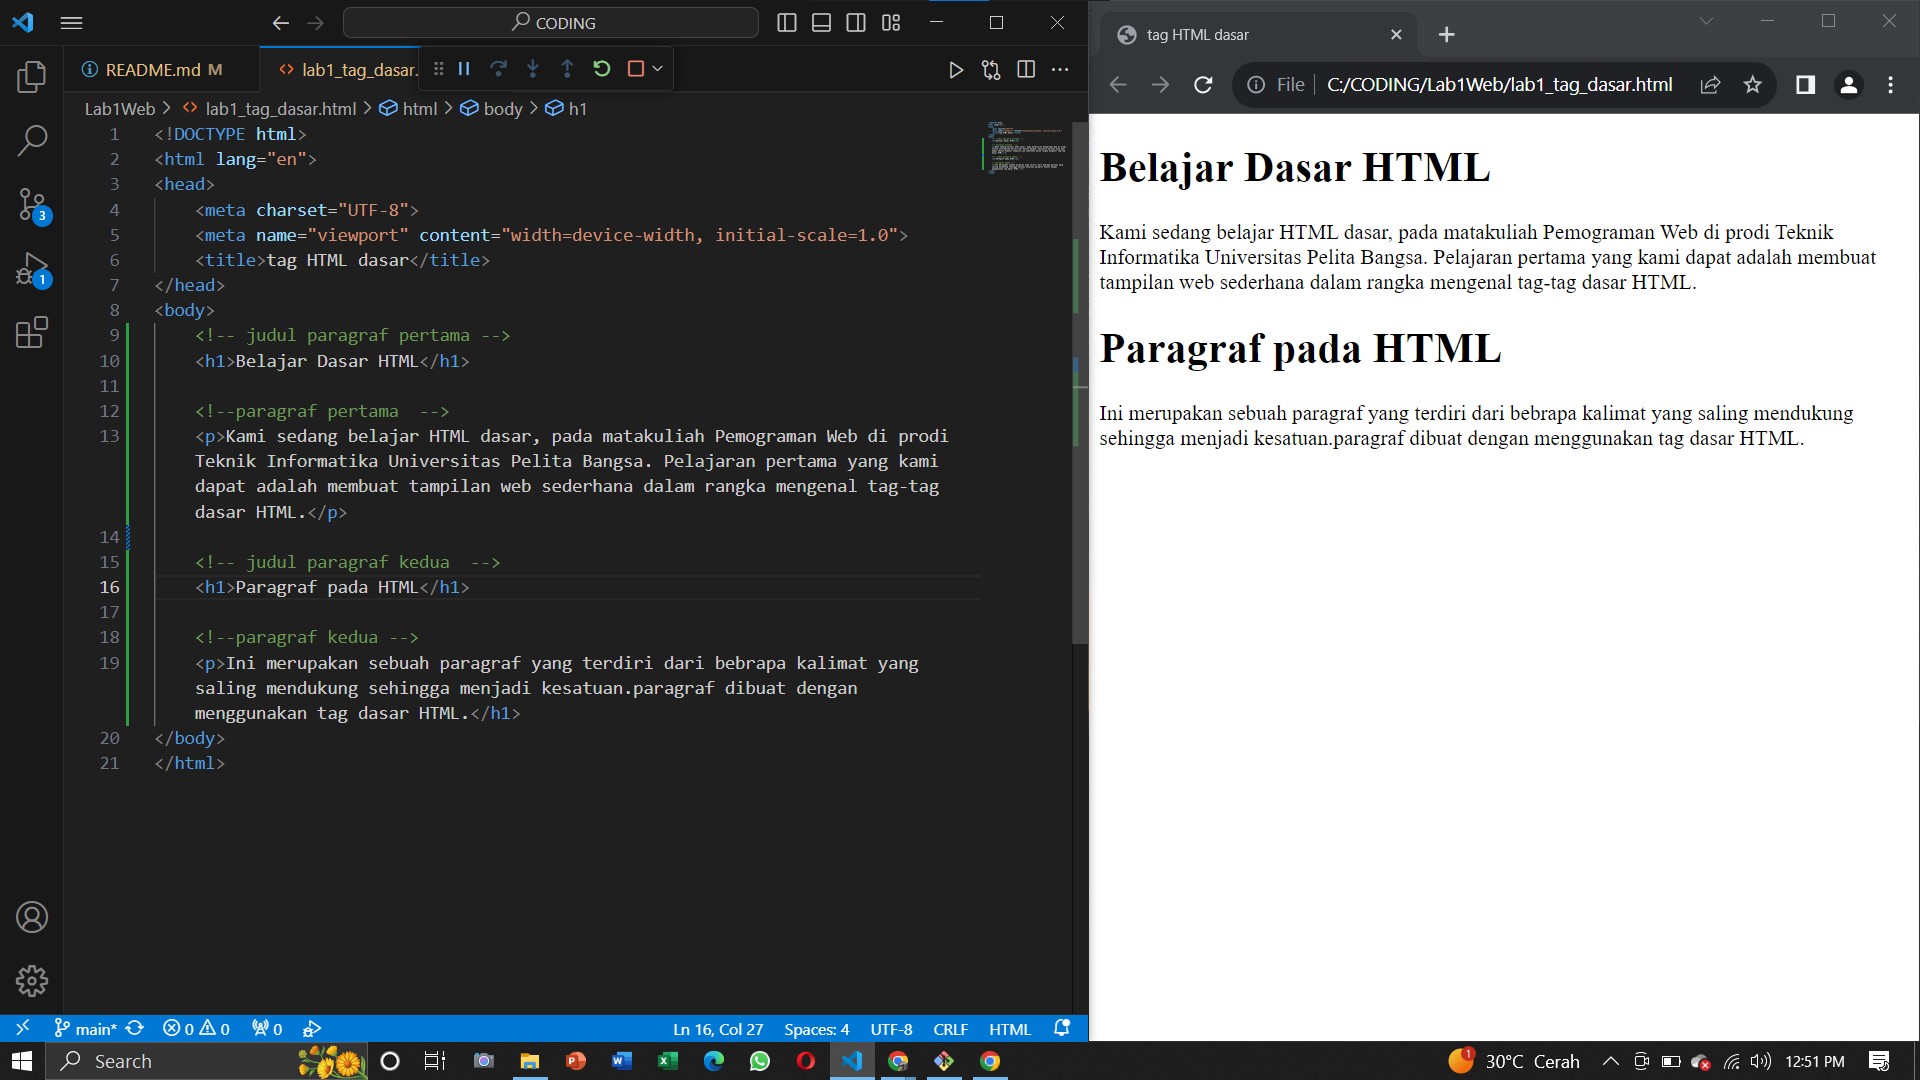 CODING
README.md M
lab1_tag_dasar.
Lab1Web > lab1_tag_dasar.html > html > body > h1
1 <!DOCTYPE html>
2 <html lang="en">
3 <head>
4 <meta charset="UTF-8">
5 <meta name="viewport" content="width=device-width, initial-scale=1.0">
6 <title>tag HTML dasar</title>
7 </head>
8 <body>
9 <!-- judul paragraf pertama -->
10 <h1>Belajar Dasar HTML</h1>
11
12 <!--paragraf pertama  -->
13 <p>Kami sedang belajar HTML dasar, pada matakuliah Pemograman Web di prodi
Teknik Informatika Universitas Pelita Bangsa. Pelajaran pertama yang kami
dapat adalah membuat tampilan web sederhana dalam rangka mengenal tag-tag
dasar HTML.</p>
14
15 <!-- judul paragraf kedua  -->
16 <h1>Paragraf pada HTML</h1>
17
18 <!--paragraf kedua -->
19 <p>Ini merupakan sebuah paragraf yang terdiri dari bebrapa kalimat yang
saling mendukung sehingga menjadi kesatuan.paragraf dibuat dengan
menggunakan tag dasar HTML.</h1>
20 </body>
21 </html>
3
1
main* 0 0 0
Ln 16, Col 27 Spaces: 4 UTF-8 CRLF HTML
tag HTML dasar
File C:/CODING/Lab1Web/lab1_tag_dasar.html
Belajar Dasar HTML
Kami sedang belajar HTML dasar, pada matakuliah Pemograman Web di prodi Teknik
Informatika Universitas Pelita Bangsa. Pelajaran pertama yang kami dapat adalah membuat
tampilan web sederhana dalam rangka mengenal tag-tag dasar HTML.
Paragraf pada HTML
Ini merupakan sebuah paragraf yang terdiri dari bebrapa kalimat yang saling mendukung
sehingga menjadi kesatuan.paragraf dibuat dengan menggunakan tag dasar HTML.
Search
1
30°C Cerah
12:51 PM